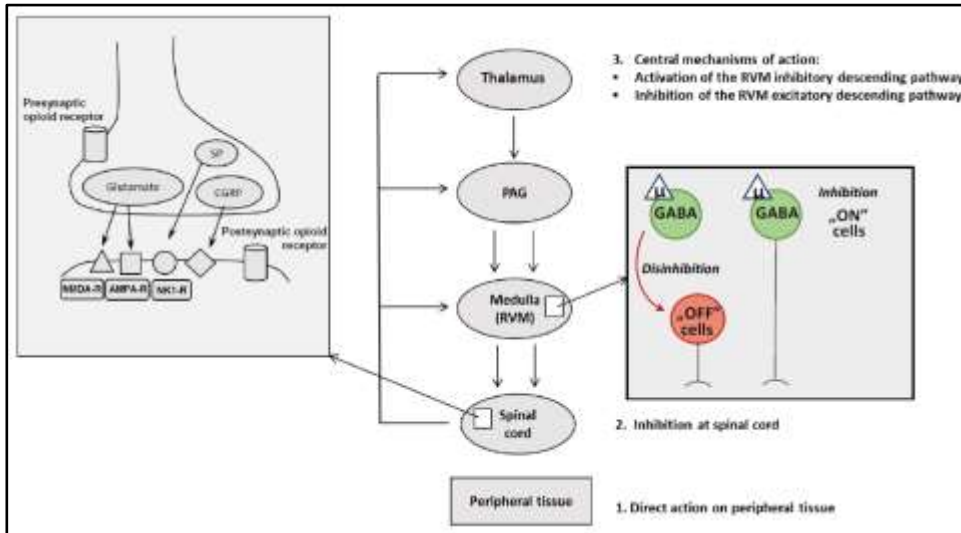 Presynaptic
opioid receptor
SP
Glutamate
CGRP
Postsynaptic opioid
receptor
NMDA-R
AMPA-R
NK1-R
Thalamus
PAG
Medulla
(RVM)
Spinal
cord
Peripheral tissue
3. Central mechanisms of action:
• Activation of the RVM inhibitory descending pathway
• Inhibition of the RVM excitatory descending pathway
μ
GABA
μ
GABA
Inhibition
„ON"
cells
Disinhibition
„OFF"
cells
2. Inhibition at spinal cord
1. Direct action on peripheral tissue